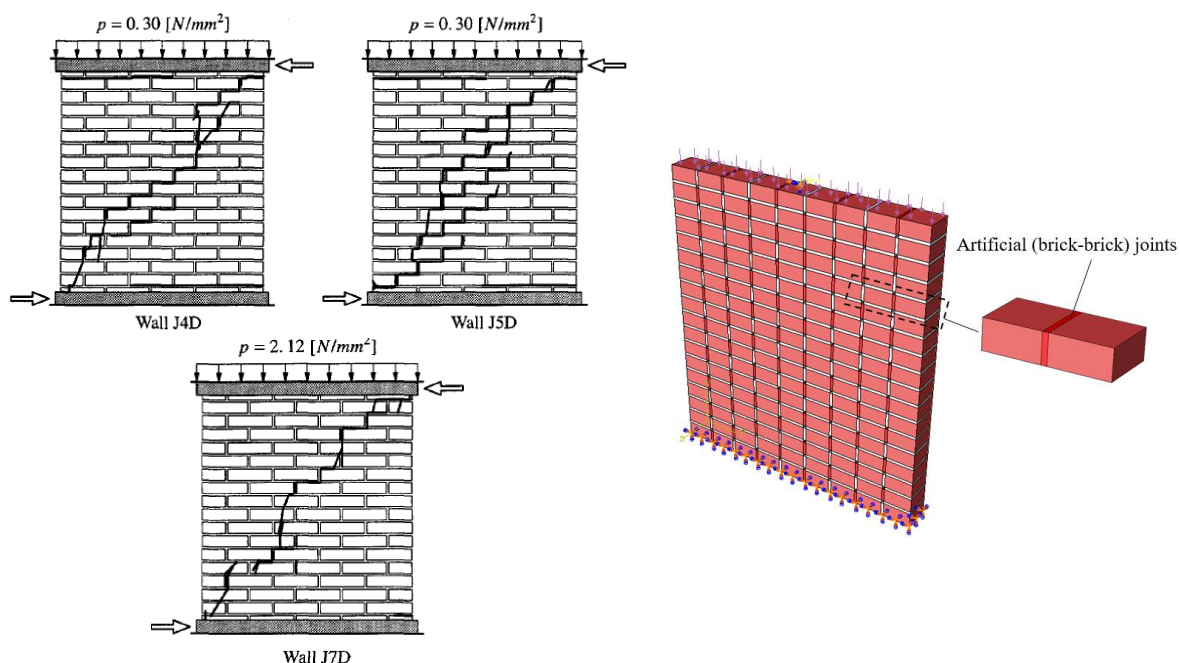 p = 0.30 [N/mm²]
p = 0.30 [N/mm²]
Wall J4D
Wall J5D
p = 2.12 [N/mm²]
Wall J7D
Artificial (brick-brick) joints